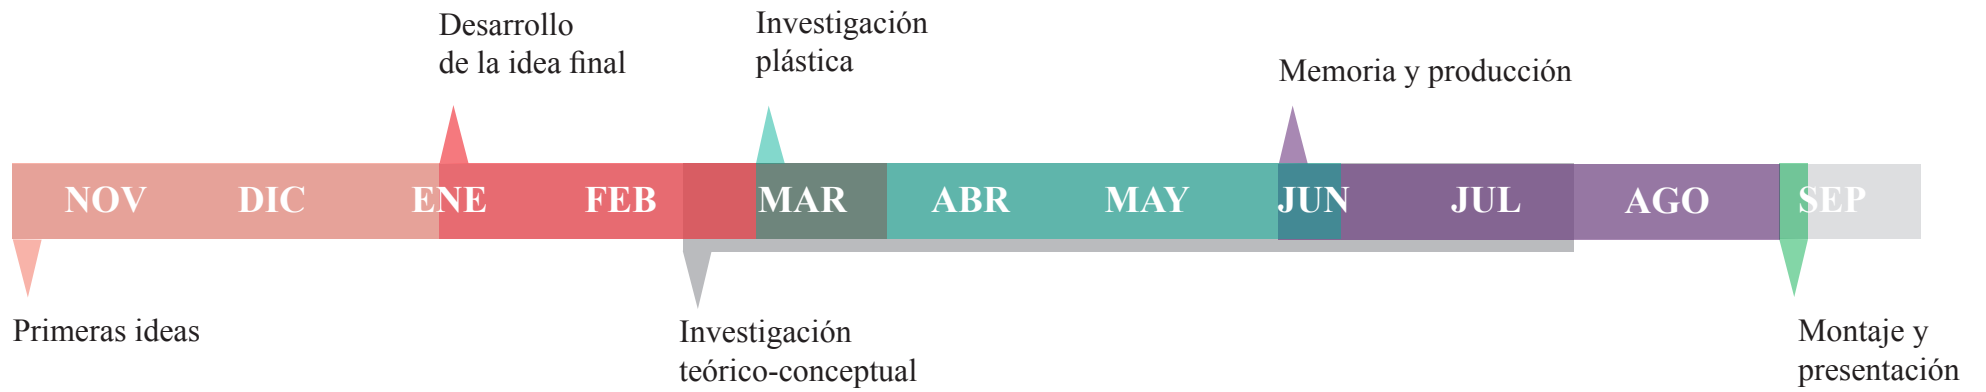 Desarrollo
de la idea final
Investigación
plástica
Memoria y producción
NOV DIC ENE FEB MAR ABR MAY JUN JUL AGO SEP
Primeras ideas
Investigación
teórico-conceptual
Montaje y
presentación